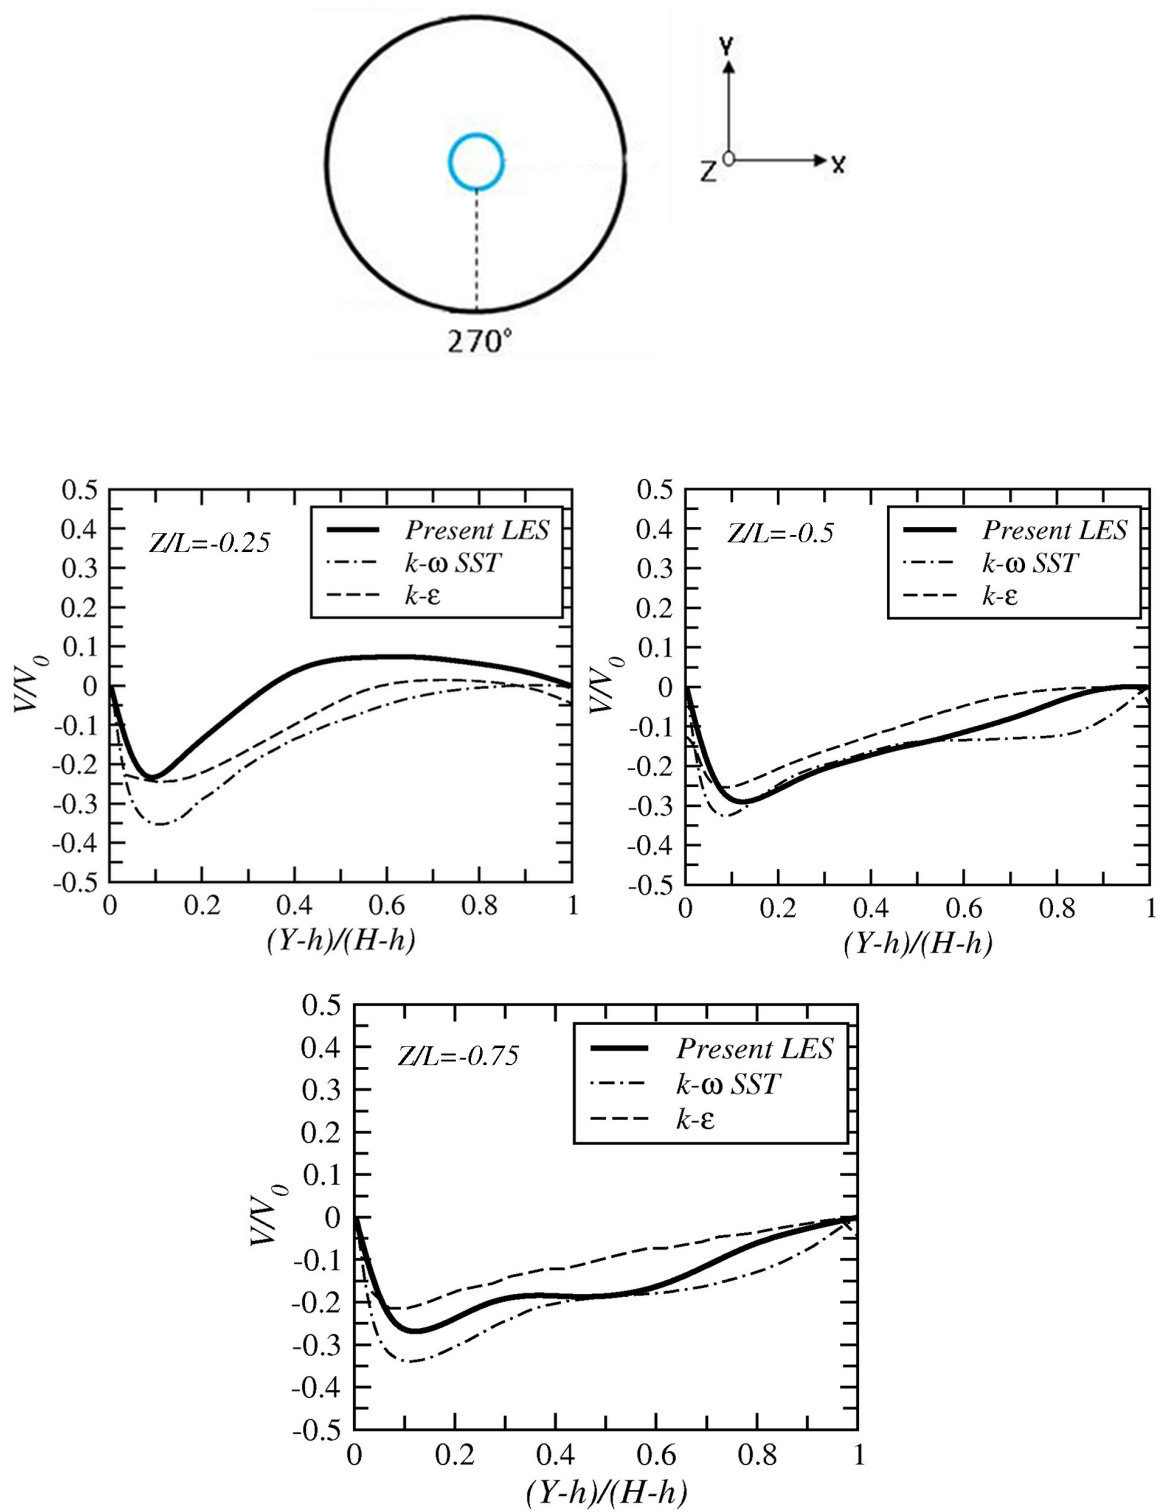 Y
Z
X
270°
0.5
0.4
0.3
0.2
0.1
0
-0.1
-0.2
-0.3
-0.4
-0.5
V/V0
Z/L=-0.25
Present LES
k-ω SST
k-ε
0 0.2 0.4 0.6 0.8 1
(Y-h)/(H-h)
0.5
0.4
0.3
0.2
0.1
0
-0.1
-0.2
-0.3
-0.4
-0.5
V/V0
Z/L=-0.5
Present LES
k-ω SST
k-ε
0 0.2 0.4 0.6 0.8 1
(Y-h)/(H-h)
0.5
0.4
0.3
0.2
0.1
0
-0.1
-0.2
-0.3
-0.4
-0.5
V/V0
Z/L=-0.75
Present LES
k-ω SST
k-ε
0 0.2 0.4 0.6 0.8 1
(Y-h)/(H-h)